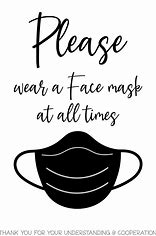 Please
wear a Face mask
at all times
THANK YOU FOR YOUR UNDERSTANDING @ COOPERATION